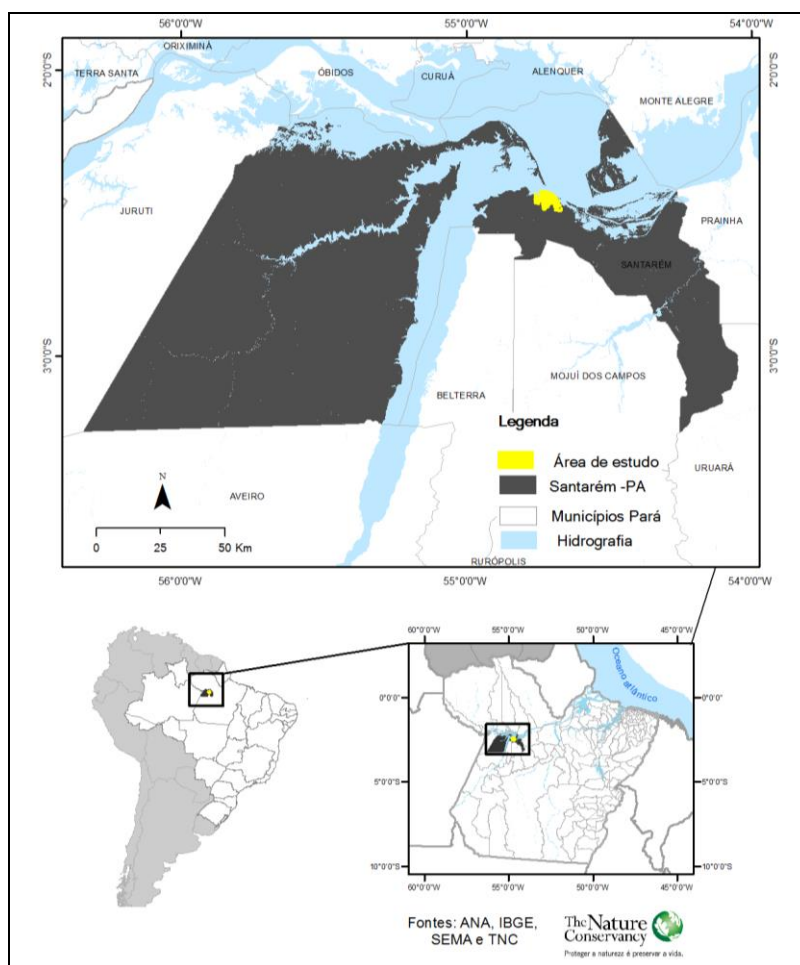 56°0'0"W
55°0'0"W
54°0'0"W
ORIXIMINÁ
TERRA SANTA
ÓBIDOS
CURUÁ
ALENQUER
MONTE ALEGRE
2°0'0"S
2°0'0"S
JURUTI
PRAINHA
SANTARÉM
3°0'0"S
3°0'0"S
MOJUÍ DOS CAMPOS
BELTERRA
Legenda
Área de estudo
Santarém -PA
Municípios Pará
Hidrografia
URUARÁ
AVEIRO
N
0 25 50 Km
RURÓPOLIS
56°0'0"W
55°0'0"W
54°0'0"W
60°0'0"W
55°0'0"W
50°0'0"W
45°0'0"W
Oceano atlântico
0°0'0"S
0°0'0"S
5°0'0"S
5°0'0"S
10°0'0"S
10°0'0"S
60°0'0"W
55°0'0"W
50°0'0"W
45°0'0"W
Fontes: ANA, IBGE,
SEMA e TNC
The Nature
Conservancy
Proteger a natureza é preservar a vida.